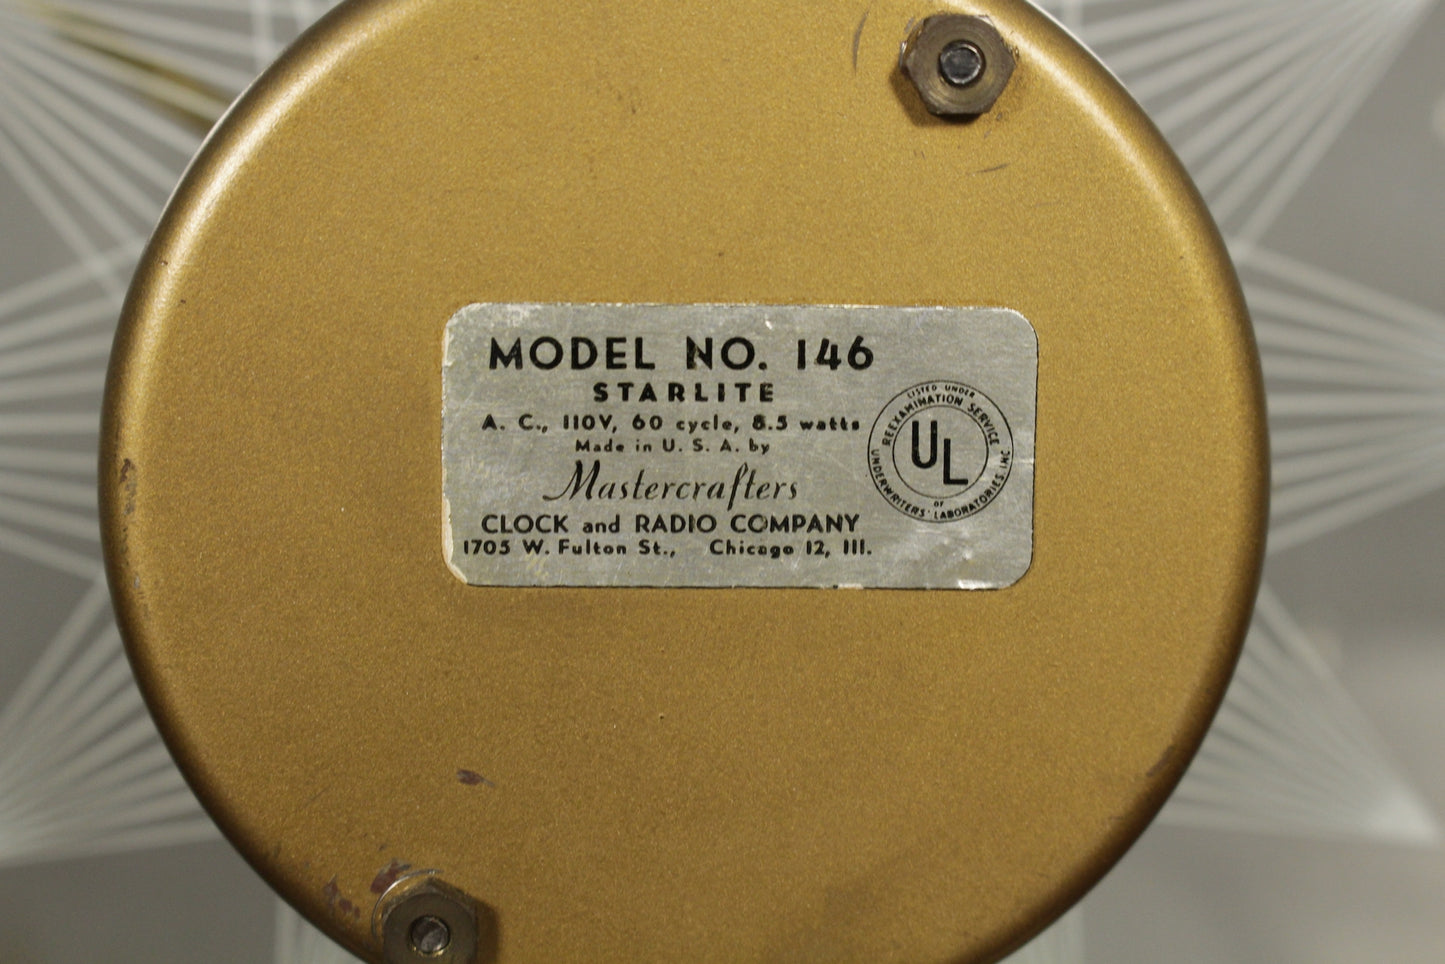 MODEL NO. 146
STARLITE
A. C., 110V, 60 cycle, 8.5 watts
Made in U. S. A. by
Mastercrafters
CLOCK and RADIO COMPANY
1705 W. Fulton St., Chicago 12, Ill.
LISTED UNDER
REEXAMINATION SERVICE
UL
OF
UNDERWRITERS' LABORATORIES, INC.